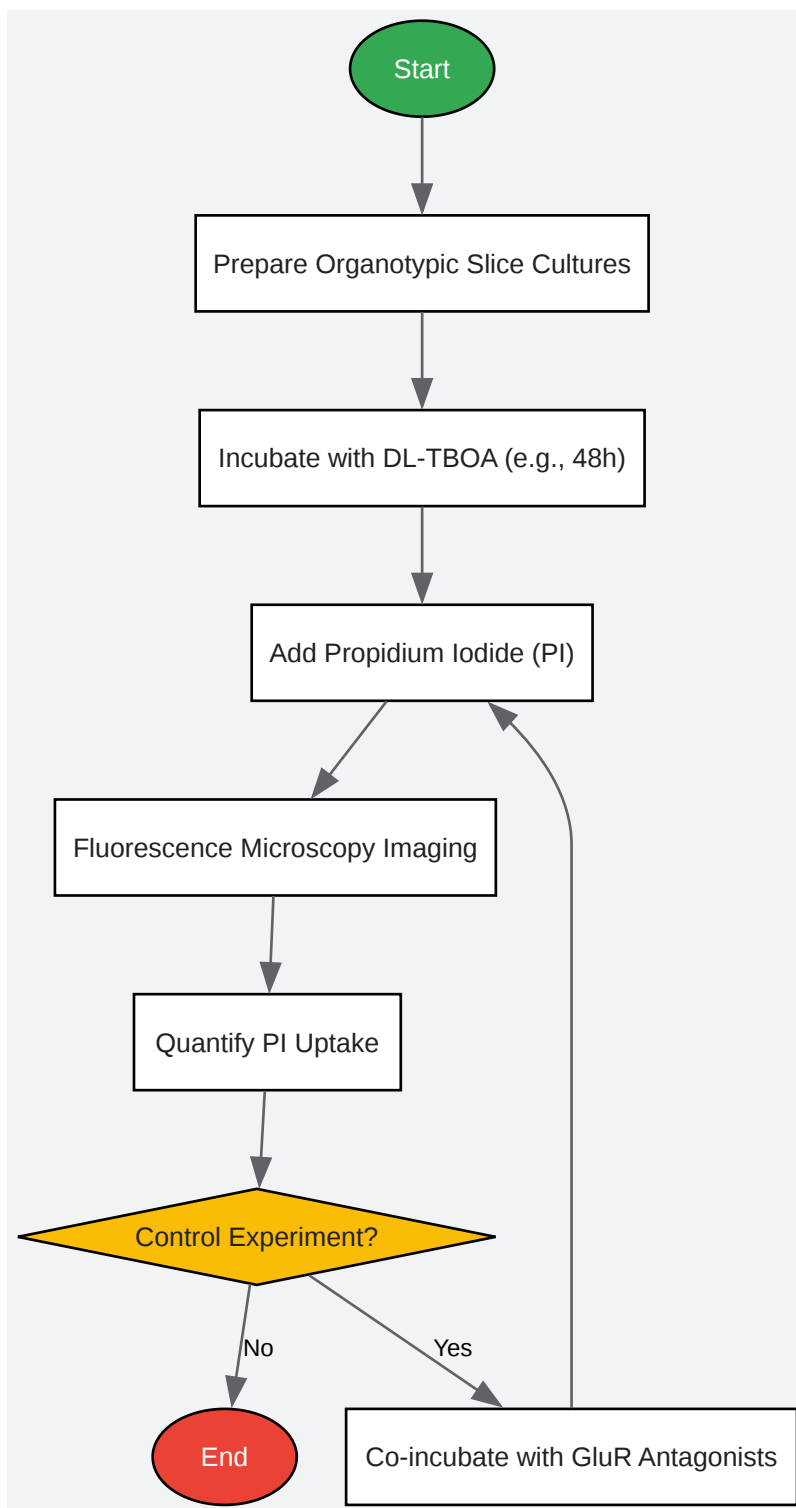 Start
Prepare Organotypic Slice Cultures
Incubate with DL-TBOA (e.g., 48h)
Add Propidium Iodide (PI)
Fluorescence Microscopy Imaging
Quantify PI Uptake
Control Experiment?
No
Yes
End
Co-incubate with GluR Antagonists